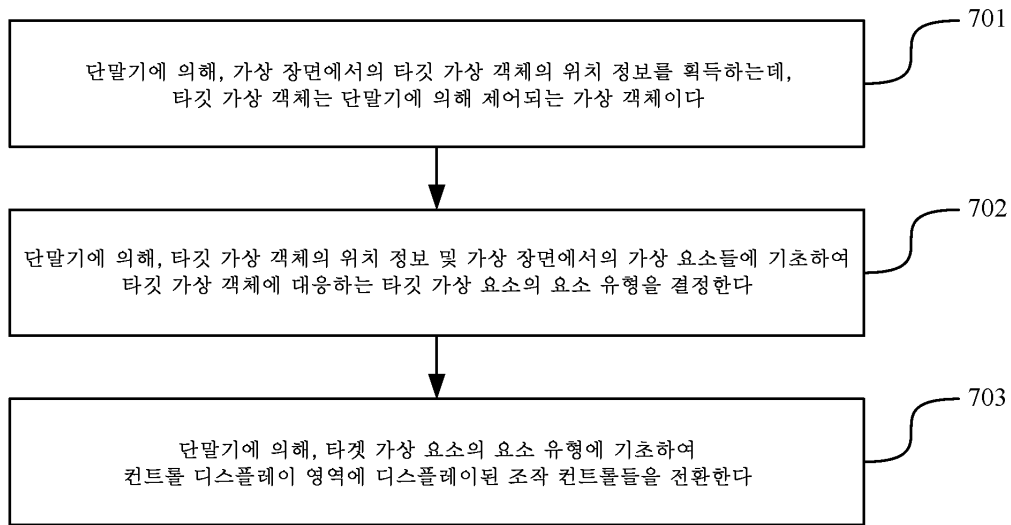 701
단말기에 의해, 가상 장면에서의 타깃 가상 객체의 위치 정보를 획득하는데,
타깃 가상 객체는 단말기에 의해 제어되는 가상 객체이다
702
단말기에 의해, 타깃 가상 객체의 위치 정보 및 가상 장면에서의 가상 요소들에 기초하여
타깃 가상 객체에 대응하는 타깃 가상 요소의 요소 유형을 결정한다
703
단말기에 의해, 타겟 가상 요소의 요소 유형에 기초하여
컨트롤 디스플레이 영역에 디스플레이된 조작 컨트롤들을 전환한다